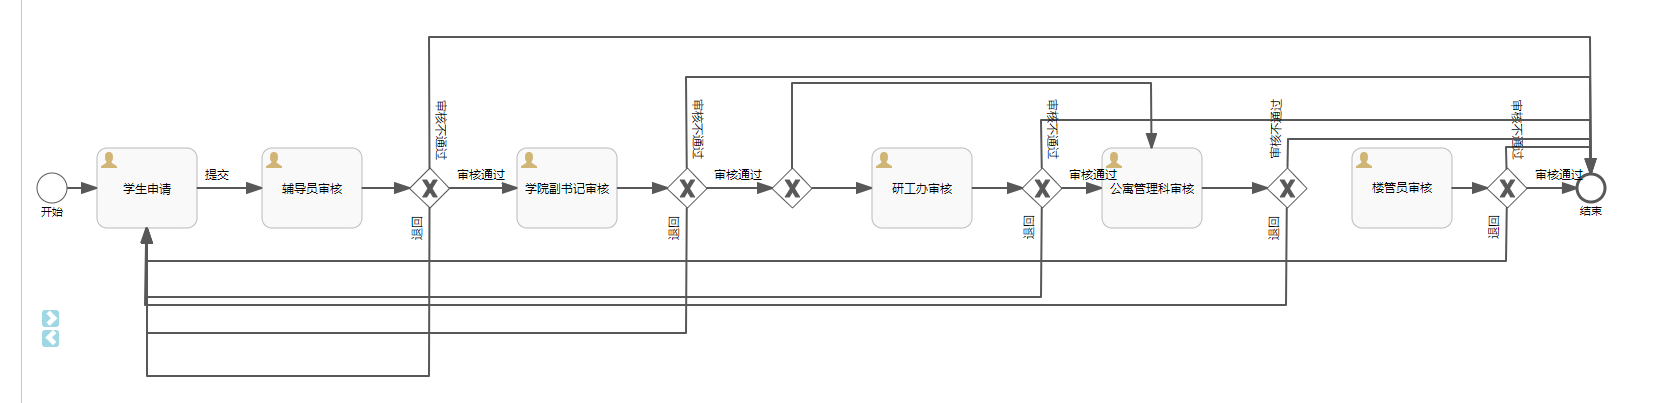 审核不通过
审核不通过
审核不通过
审核不通过
审核不通过
开始
学生申请
提交
辅导员审核
审核通过
学院副书记审核
审核通过
研工办审核
审核通过
公寓管理科审核
楼管员审核
审核通过
结束
退回
退回
退回
退回
退回